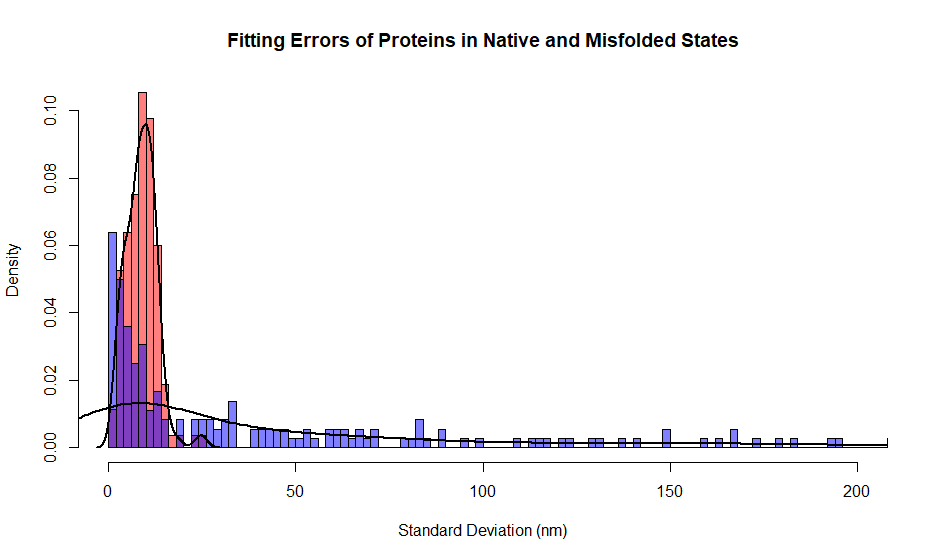 Fitting Errors of Proteins in Native and Misfolded States
Density
0.10
0.08
0.06
0.04
0.02
0.00
0 50 100 150 200
Standard Deviation (nm)